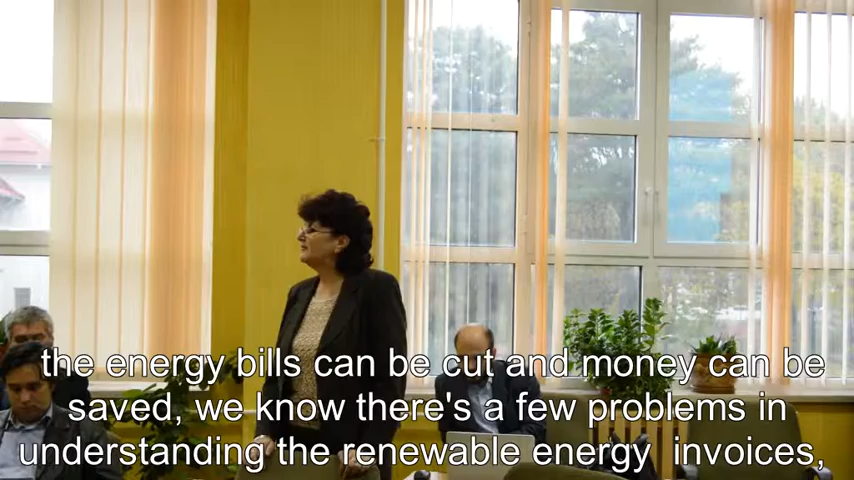 the energy bills can be cut and money can be
saved, we know there's a few problems in
understanding the renewable energy  invoices,